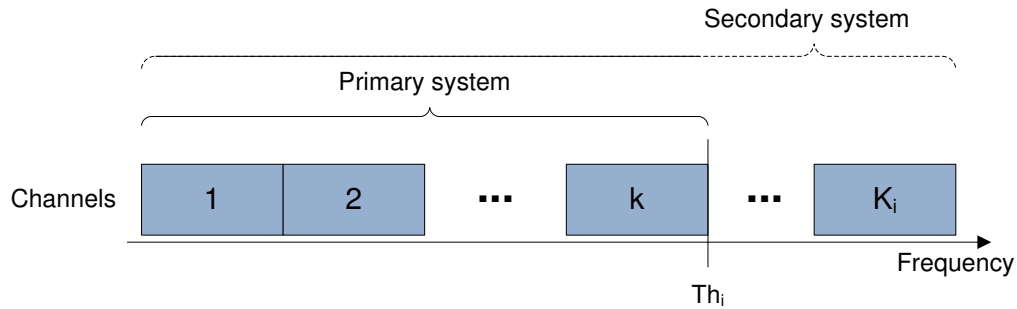 Secondary system
Primary system
Channels 1 2 ... k ... Kᵢ
Frequency
Thᵢ